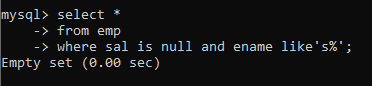 mysql> select *
    -> from emp
    -> where sal is null and ename like's%';
Empty set (0.00 sec)